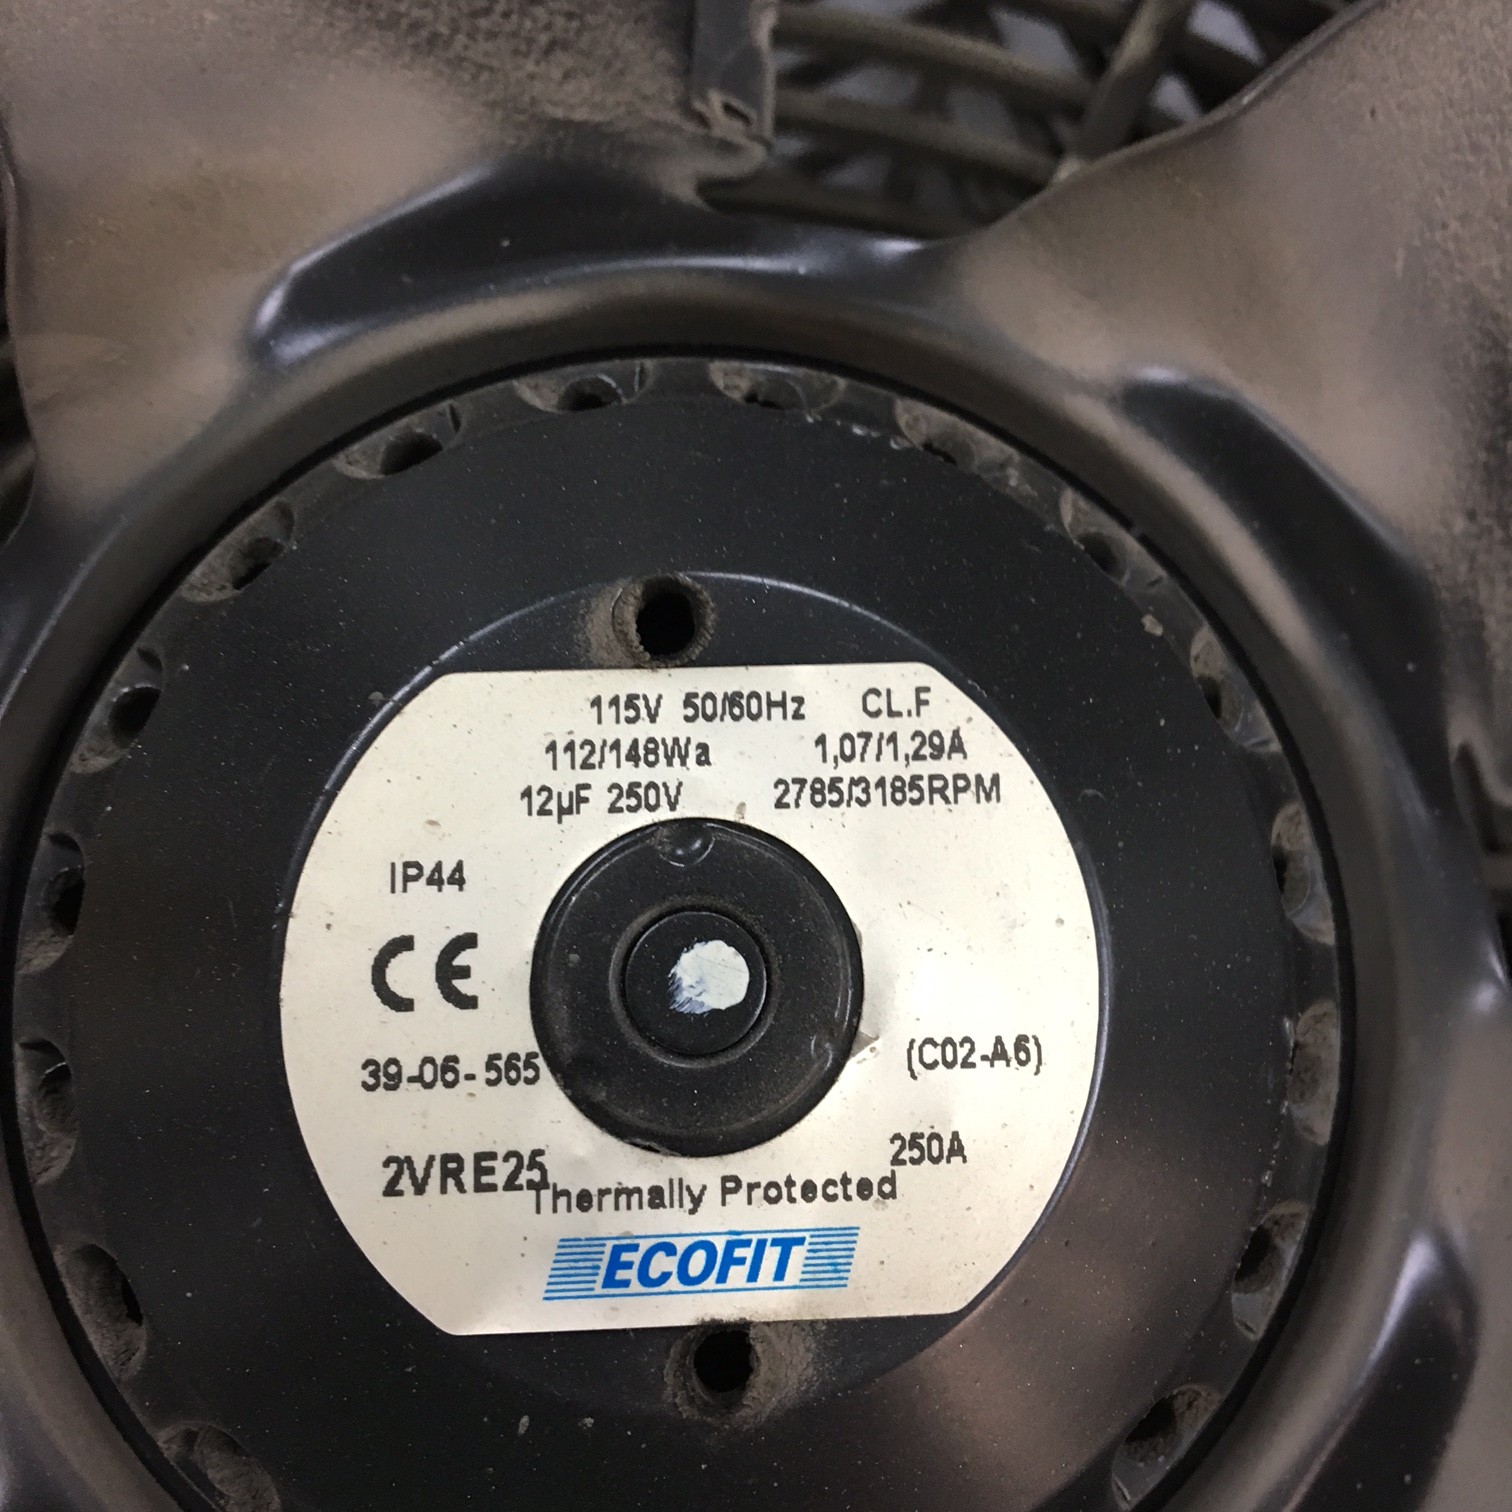 115V 50/60Hz CL.F
112/148Wa 1,07/1,29A
12µF 250V 2785/3185RPM
IP44
CE
39-06-565 (C02-A6)
2VRE25 250A
Thermally Protected
ECOFIT